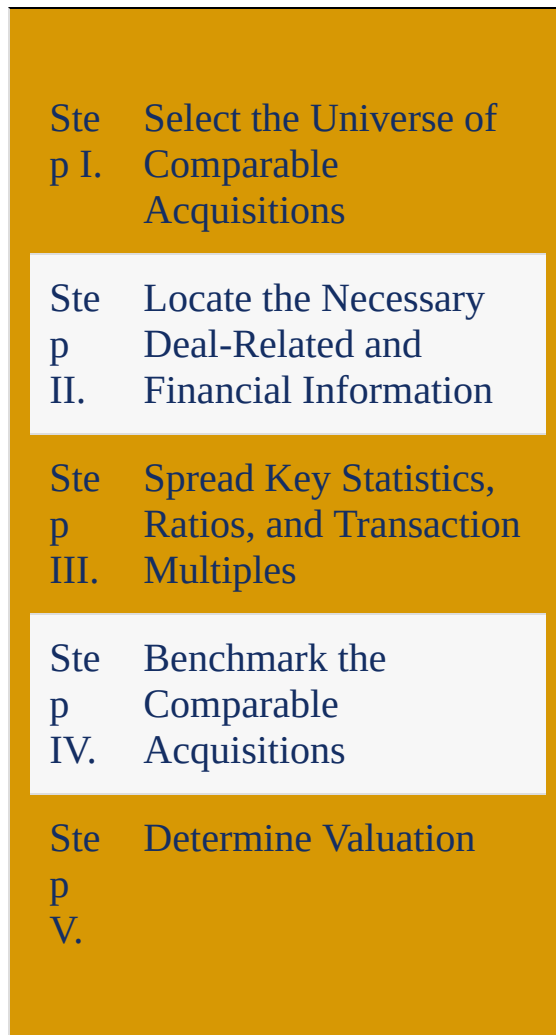 Ste Select the Universe of
p I. Comparable
Acquisitions
Ste Locate the Necessary
p Deal-Related and
II. Financial Information
Ste Spread Key Statistics,
p Ratios, and Transaction
III. Multiples
Ste Benchmark the
p Comparable
IV. Acquisitions
Ste Determine Valuation
p
V.